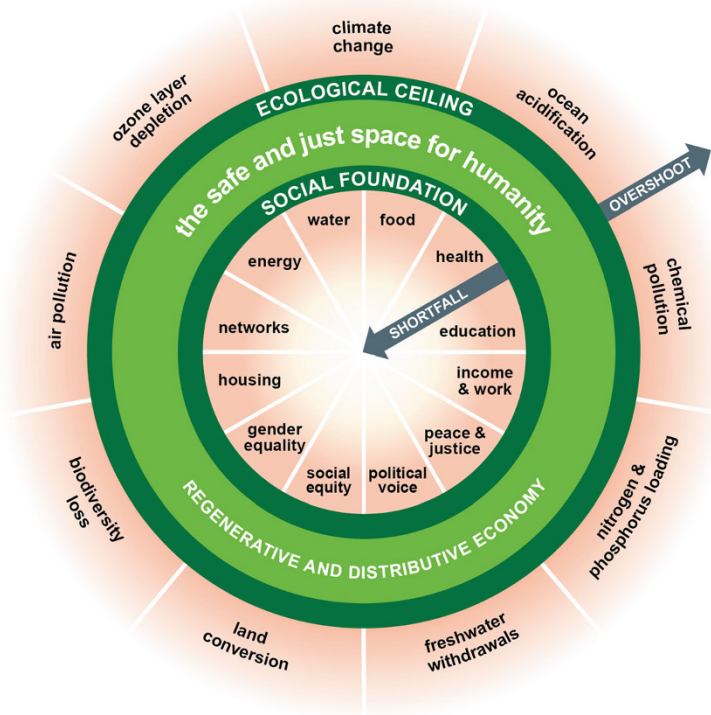 climate
change
ocean
acidification
chemical
pollution
nitrogen &
phosphorus loading
freshwater
withdrawals
land
conversion
biodiversity
loss
air pollution
ozone layer
depletion
ECOLOGICAL CEILING
the safe and just space for humanity
SOCIAL FOUNDATION
OVERSHOOT
SHORTFALL
water
food
health
education
income
& work
peace &
justice
political
voice
social
equity
gender
equality
housing
networks
energy
REGENERATIVE AND DISTRIBUTIVE ECONOMY